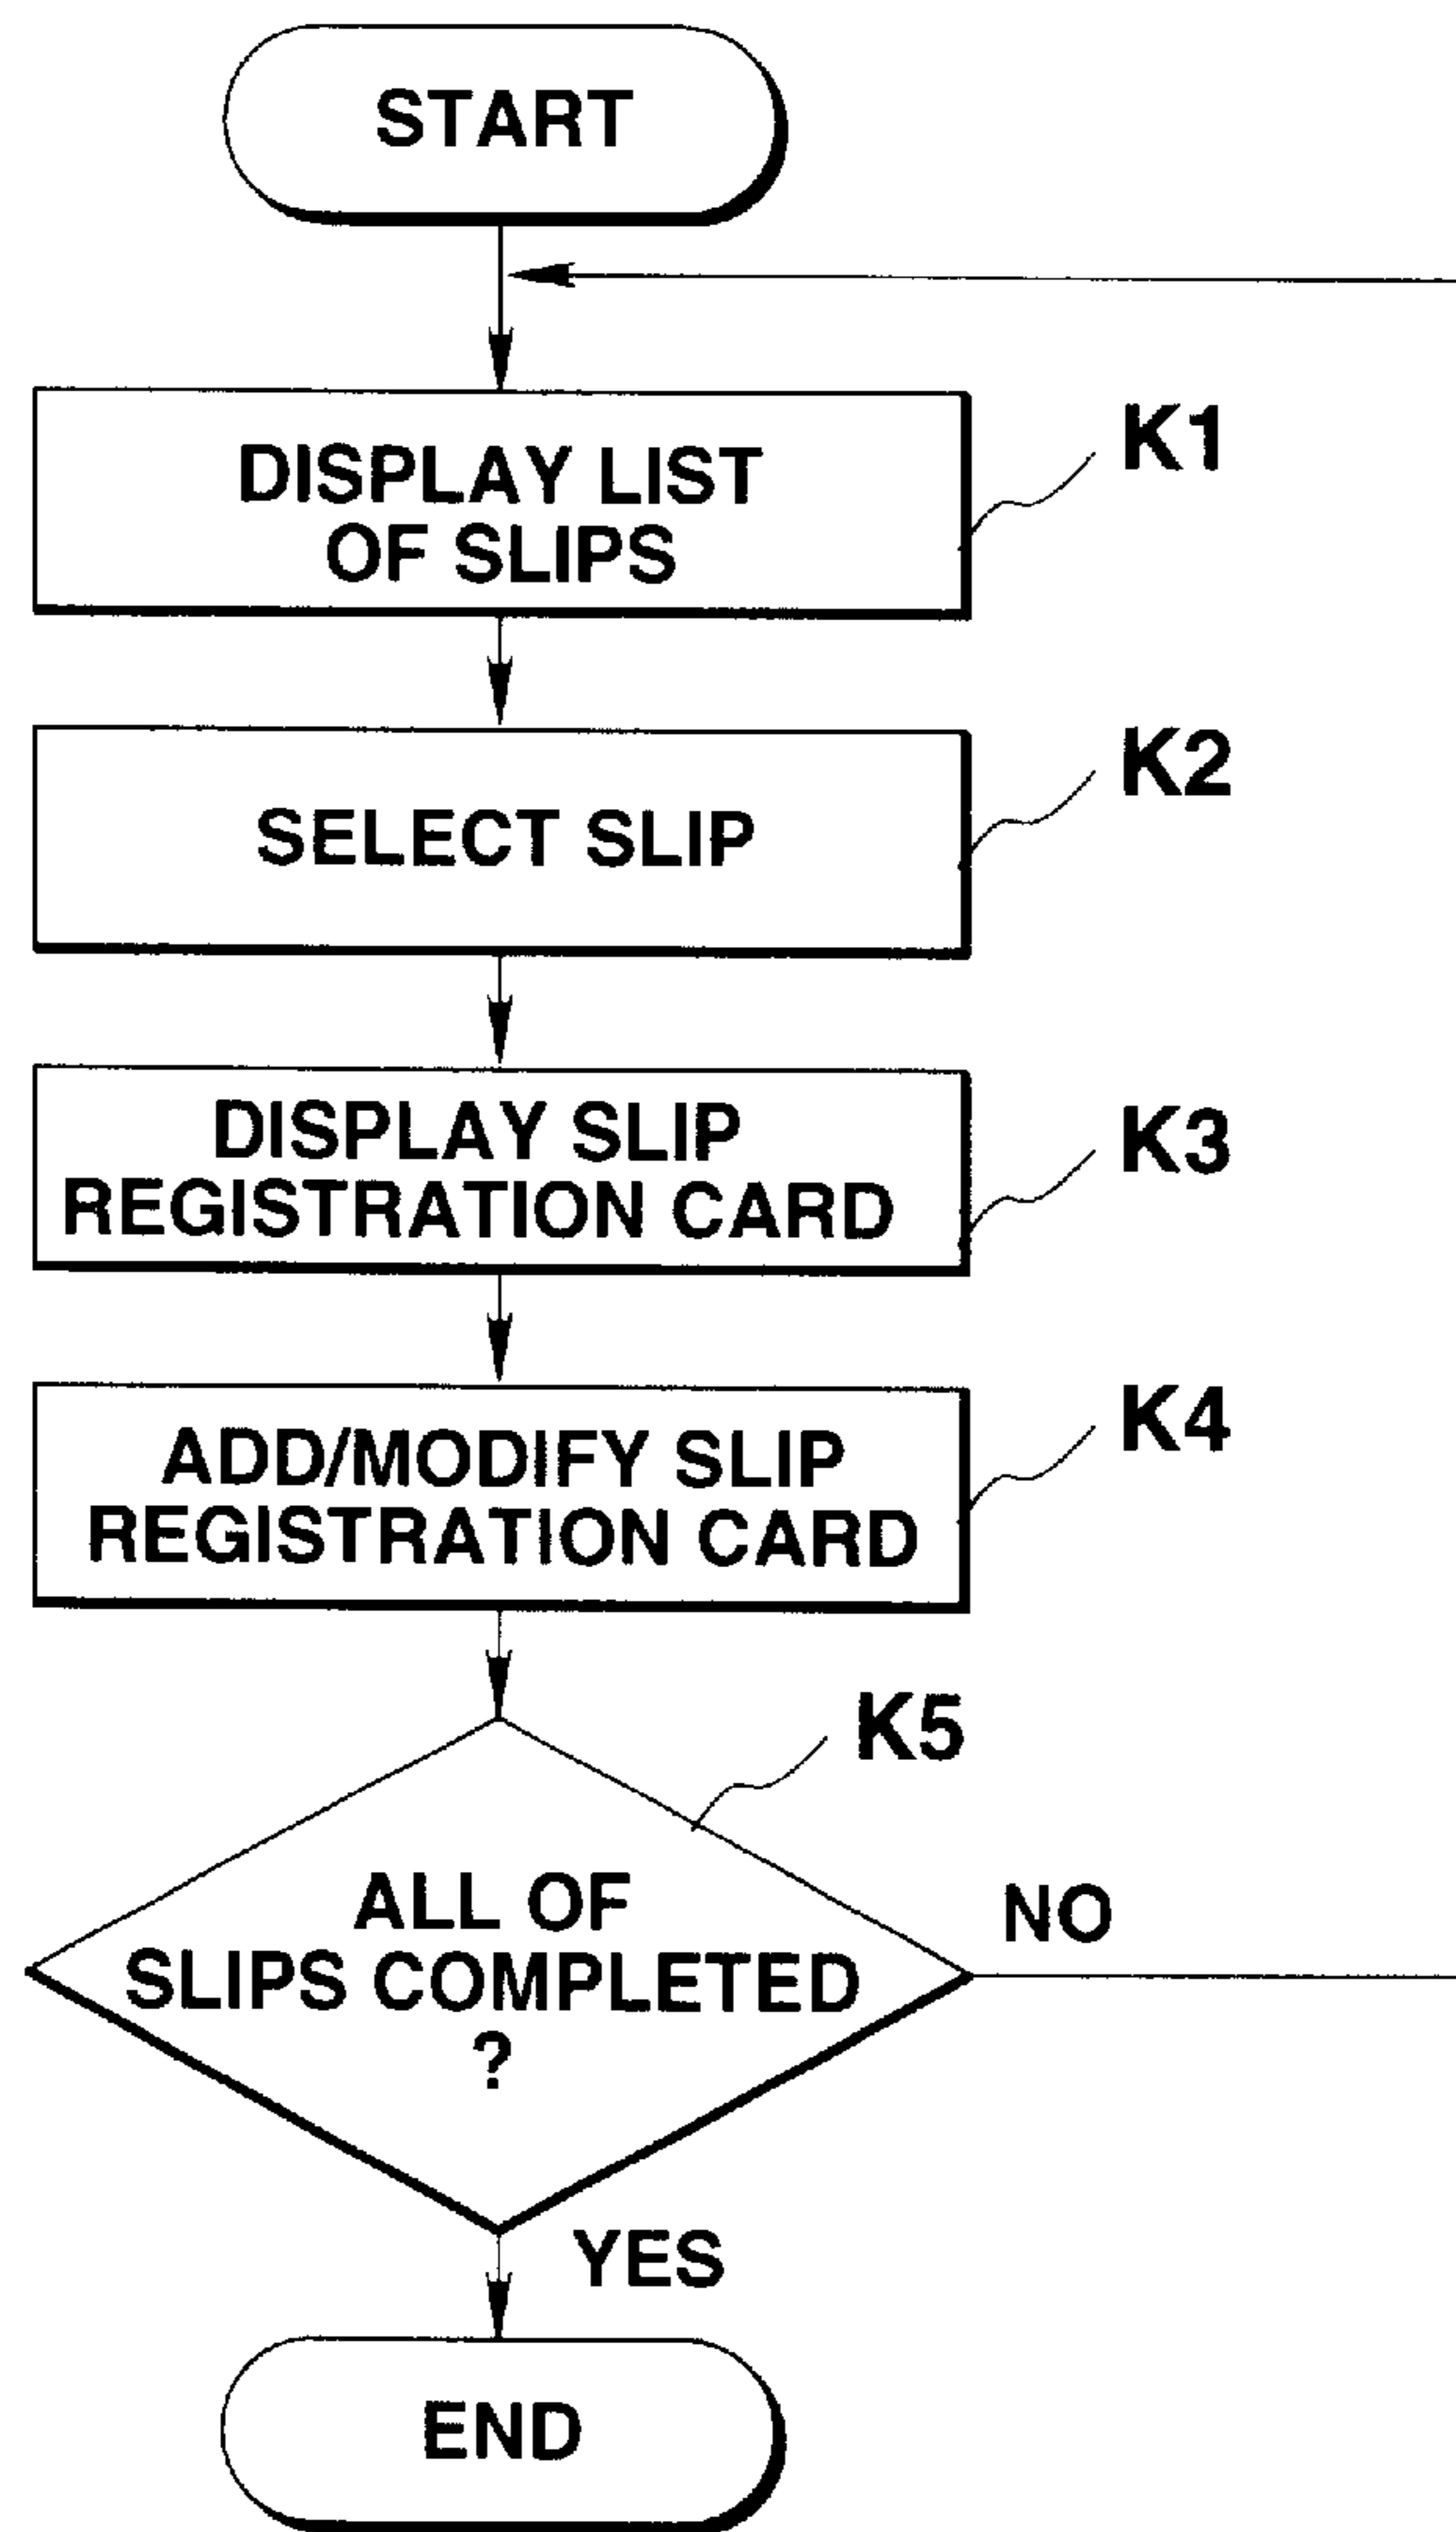 START
DISPLAY LIST
OF SLIPS
K1
SELECT SLIP
K2
DISPLAY SLIP
REGISTRATION CARD
K3
ADD/MODIFY SLIP
REGISTRATION CARD
K4
K5
ALL OF
SLIPS COMPLETED
?
NO
YES
END